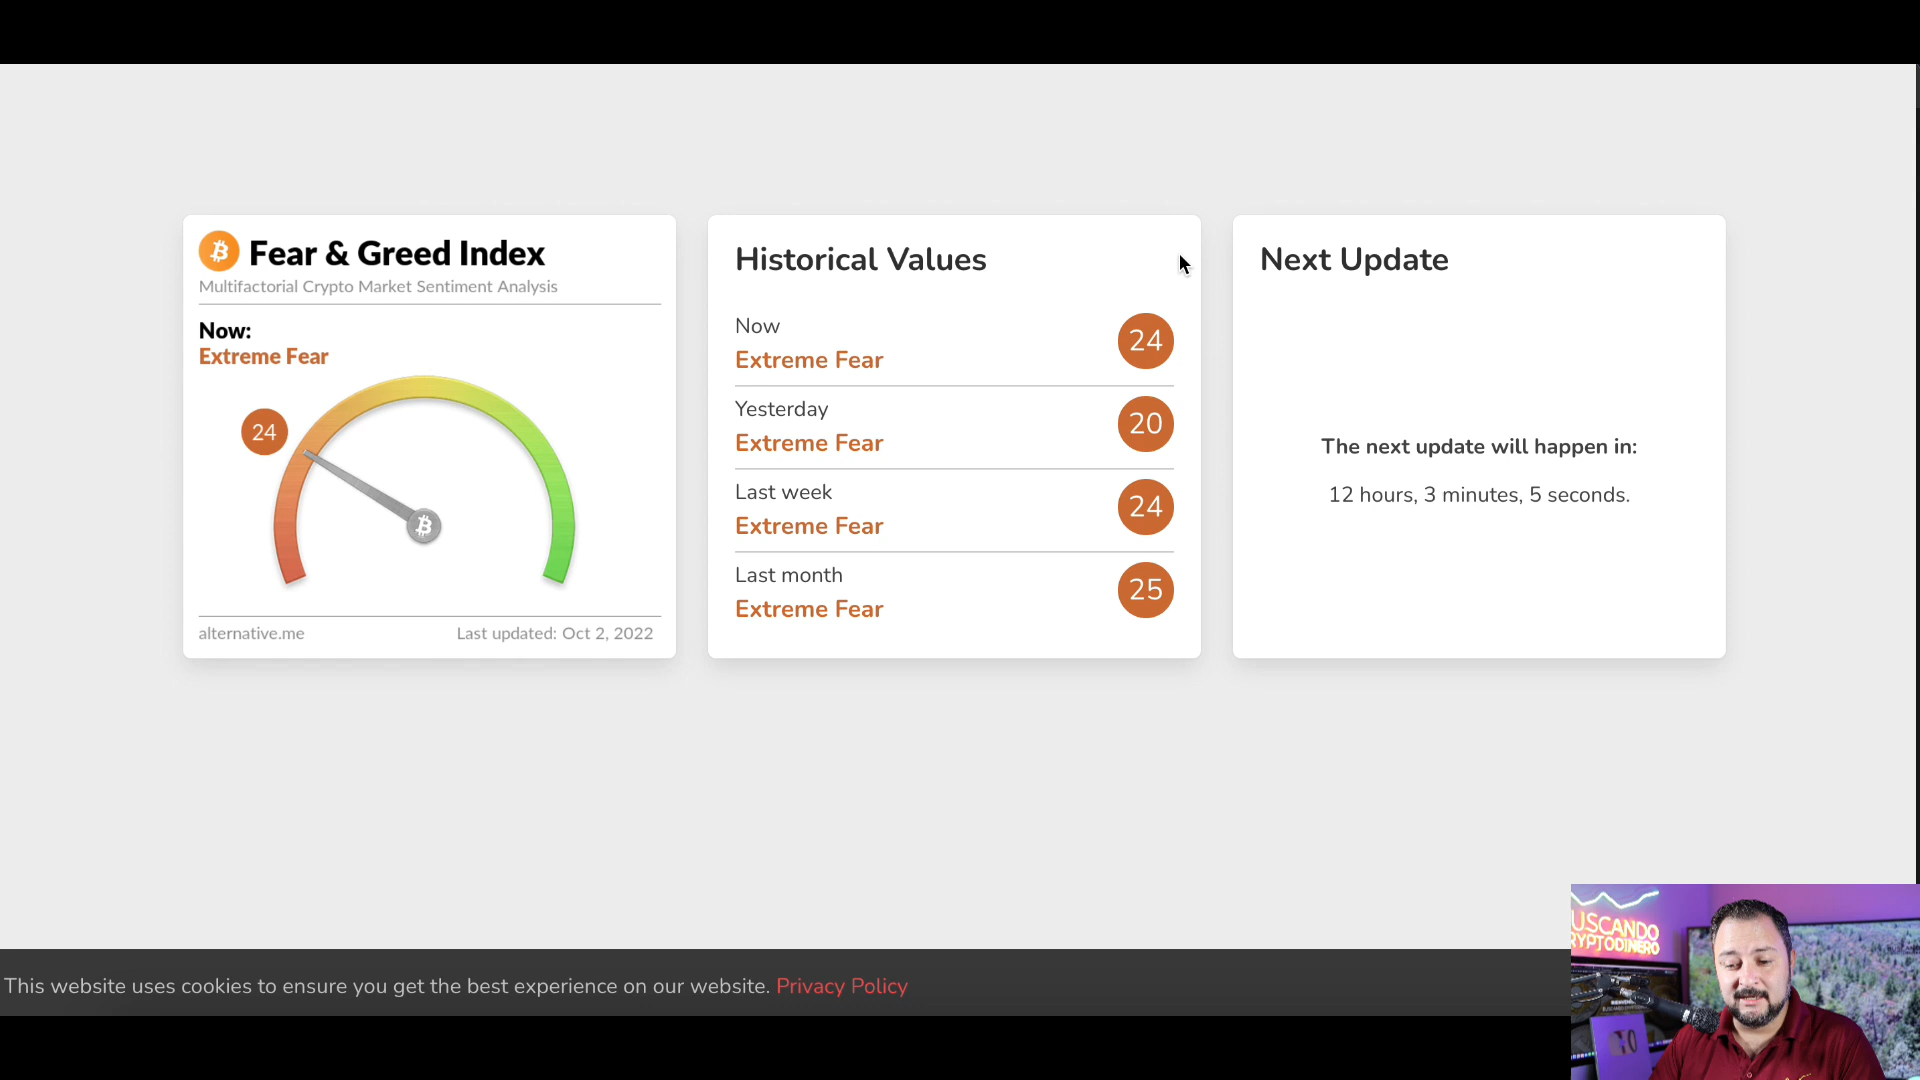 Fear & Greed Index
Multifactorial Crypto Market Sentiment Analysis
Now:
Extreme Fear
24
alternative.me
Last updated: Oct 2, 2022
Historical Values
Now
Extreme Fear
24
Yesterday
Extreme Fear
20
Last week
Extreme Fear
24
Last month
Extreme Fear
25
Next Update
The next update will happen in:
12 hours, 3 minutes, 5 seconds.
This website uses cookies to ensure you get the best experience on our website. Privacy Policy
USCANDO
RYPTODINERO